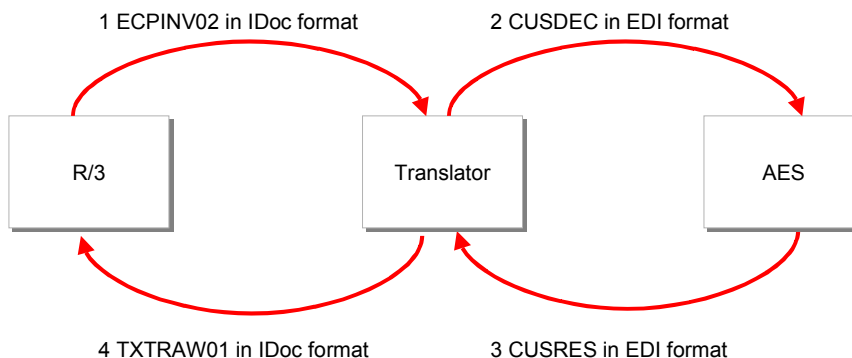 1 ECPINV02 in IDoc format
2 CUSDEC in EDI format
R/3
Translator
AES
4 TXTRAW01 in IDoc format
3 CUSRES in EDI format